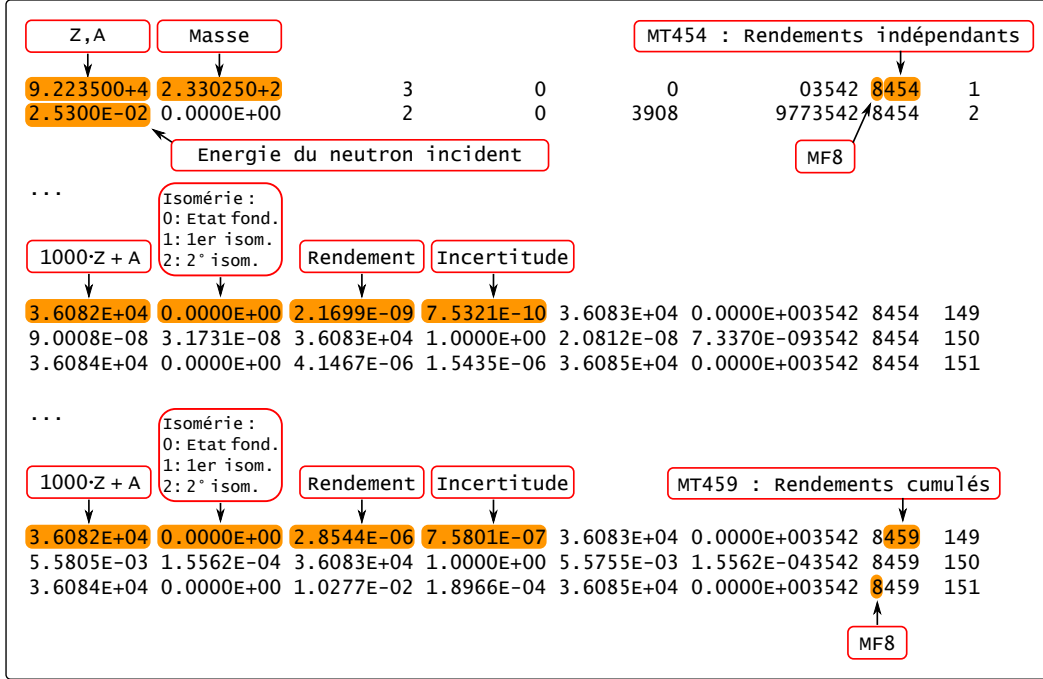 Z,A Masse MT454 : Rendements indépendants
9.223500+4 2.330250+2 3 0 0 03542 8454 1
2.5300E-02 0.0000E+00 2 0 3908 9773542 8454 2
Energie du neutron incident MF8
...
Isomérie :
0: Etat fond.
1: 1er isom.
2: 2° isom.
1000·Z + A Rendement Incertitude
3.6082E+04 0.0000E+00 2.1699E-09 7.5321E-10 3.6083E+04 0.0000E+003542 8454 149
9.0008E-08 3.1731E-08 3.6083E+04 1.0000E+00 2.0812E-08 7.3370E-093542 8454 150
3.6084E+04 0.0000E+00 4.1467E-06 1.5435E-06 3.6085E+04 0.0000E+003542 8454 151
...
Isomérie :
0: Etat fond.
1: 1er isom.
2: 2° isom.
1000·Z + A Rendement Incertitude MT459 : Rendements cumulés
3.6082E+04 0.0000E+00 2.8544E-06 7.5801E-07 3.6083E+04 0.0000E+003542 8459 149
5.5805E-03 1.5562E-04 3.6083E+04 1.0000E+00 5.5755E-03 1.5562E-043542 8459 150
3.6084E+04 0.0000E+00 1.0277E-02 1.8966E-04 3.6085E+04 0.0000E+003542 8459 151
MF8